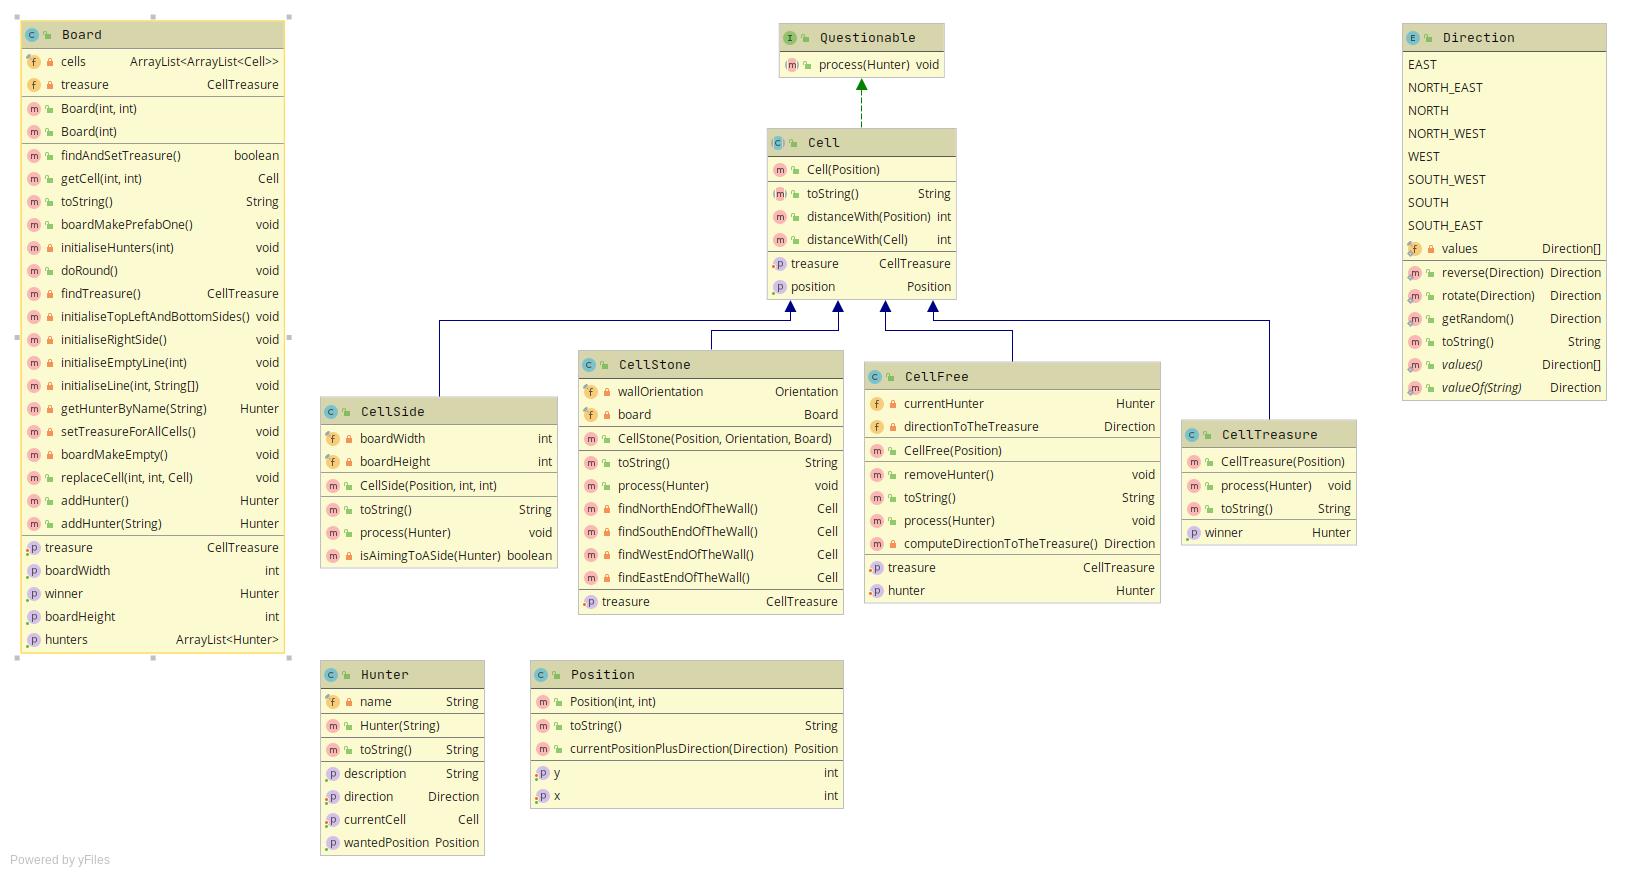 Board
cells ArrayList<ArrayList<Cell>>
treasure CellTreasure
Board(int, int)
Board(int)
findAndSetTreasure() boolean
getCell(int, int) Cell
toString() String
boardMakePrefabOne() void
initialiseHunters(int) void
doRound() void
findTreasure() CellTreasure
initialiseTopLeftAndBottomSides() void
initialiseRightSide() void
initialiseEmptyLine(int) void
initialiseLine(int, String[]) void
getHunterByName(String) Hunter
setTreasureForAllCells() void
boardMakeEmpty() void
replaceCell(int, int, Cell) void
addHunter() Hunter
addHunter(String) Hunter
treasure CellTreasure
boardWidth int
winner Hunter
boardHeight int
hunters ArrayList<Hunter>
Questionable
process(Hunter) void
Cell
Cell(Position)
toString() String
distanceWith(Position) int
distanceWith(Cell) int
treasure CellTreasure
position Position
CellSide
boardWidth int
boardHeight int
CellSide(Position, int, int)
toString() String
process(Hunter) void
isAimingToASide(Hunter) boolean
CellStone
wallOrientation Orientation
board Board
CellStone(Position, Orientation, Board)
toString() String
process(Hunter) void
findNorthEndOfTheWall() Cell
findSouthEndOfTheWall() Cell
findWestEndOfTheWall() Cell
findEastEndOfTheWall() Cell
treasure CellTreasure
CellFree
currentHunter Hunter
directionToTheTreasure Direction
CellFree(Position)
removeHunter() void
toString() String
process(Hunter) void
computeDirectionToTheTreasure() Direction
treasure CellTreasure
hunter Hunter
CellTreasure
CellTreasure(Position)
process(Hunter) void
toString() String
winner Hunter
Direction
EAST
NORTH_EAST
NORTH
NORTH_WEST
WEST
SOUTH_WEST
SOUTH
SOUTH_EAST
values Direction[]
reverse(Direction) Direction
rotate(Direction) Direction
getRandom() Direction
toString() String
values() Direction[]
valueOf(String) Direction
Hunter
name String
Hunter(String)
toString() String
description String
direction Direction
currentCell Cell
wantedPosition Position
Position
Position(int, int)
toString() String
currentPositionPlusDirection(Direction) Position
y int
x int
Powered by yFiles